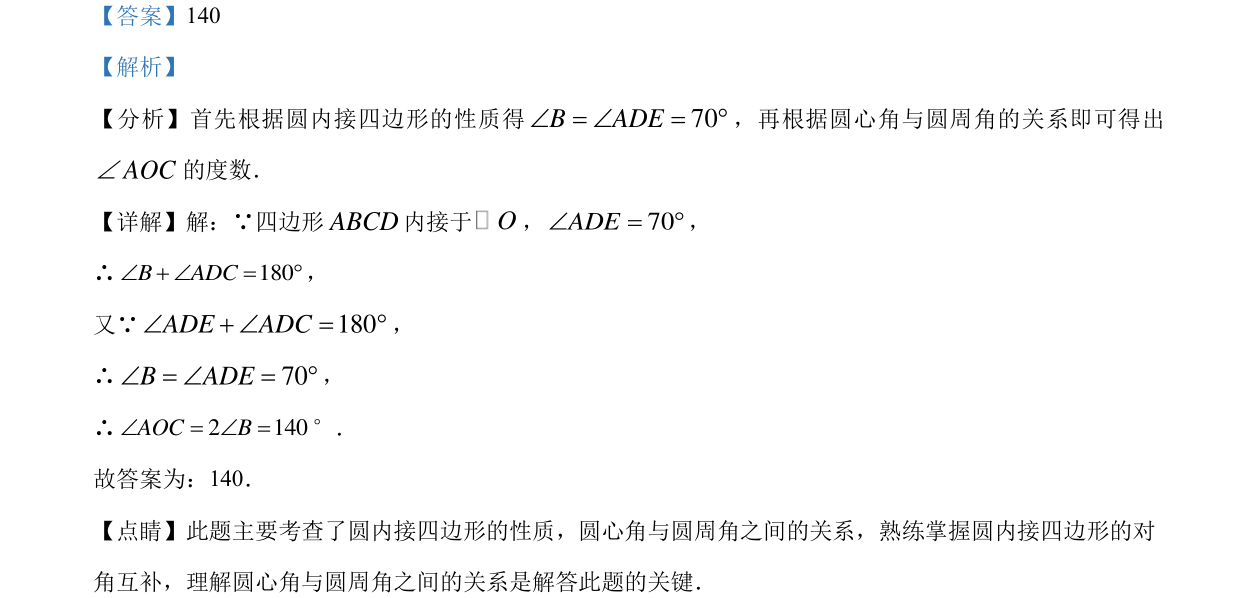 【答案】140
【解析】
【分析】首先根据圆内接四边形的性质得∠B = ∠ADE = 70°，再根据圆心角与圆周角的关系即可得出
∠AOC 的度数．
【详解】解：∵四边形 ABCD 内接于□ O，∠ADE = 70°，
∴∠B + ∠ADC = 180°，
又∵∠ADE + ∠ADC = 180°，
∴∠B = ∠ADE = 70°，
∴∠AOC = 2∠B = 140°．
故答案为：140．
【点睛】此题主要考查了圆内接四边形的性质，圆心角与圆周角之间的关系，熟练掌握圆内接四边形的对
角互补，理解圆心角与圆周角之间的关系是解答此题的关键．